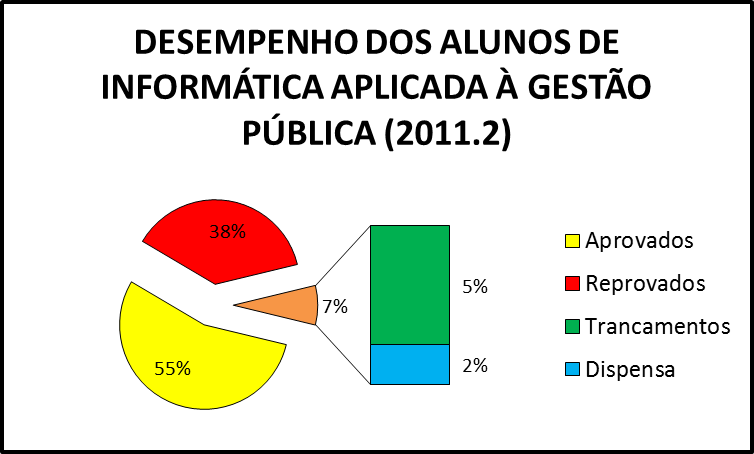 DESEMPENHO DOS ALUNOS DE
INFORMÁTICA APLICADA À GESTÃO
PÚBLICA (2011.2)
38%
7%
55%
5%
2%
Aprovados
Reprovados
Trancamentos
Dispensa